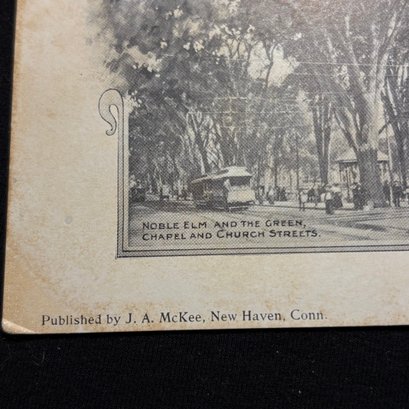 NOBLE ELM AND THE GREEN,
CHAPEL AND CHURCH STREETS.
Published by J. A. McKee, New Haven, Conn.